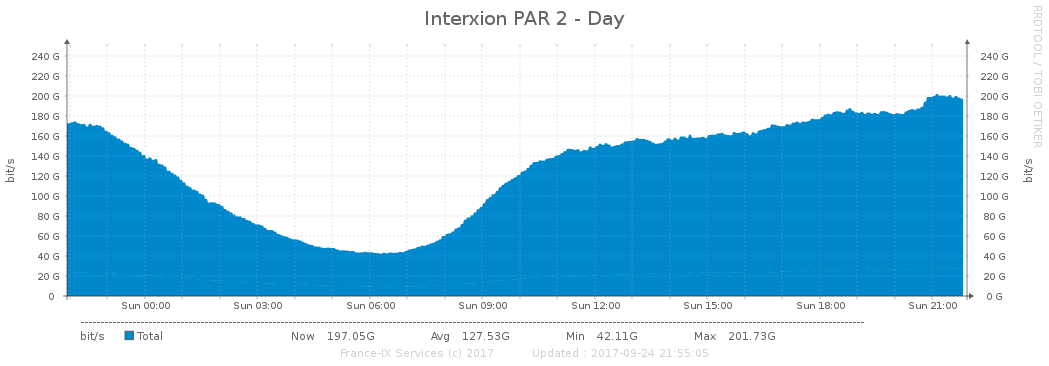 Interxion PAR 2 - Day
RRDTOOL / TOBI OETIKER
bit/s
240 G 240 G
220 G 220 G
200 G 200 G
180 G 180 G
160 G 160 G
140 G 140 G
120 G 120 G
100 G 100 G
80 G 80 G
60 G 60 G
40 G 40 G
20 G 20 G
0 0 G
bit/s
Sun 00:00 Sun 03:00 Sun 06:00 Sun 09:00 Sun 12:00 Sun 15:00 Sun 18:00 Sun 21:00
bit/s Total Now 197.05G Avg 127.53G Min 42.11G Max 201.73G
France-IX Services (c) 2017 Updated : 2017-09-24 21:55:05